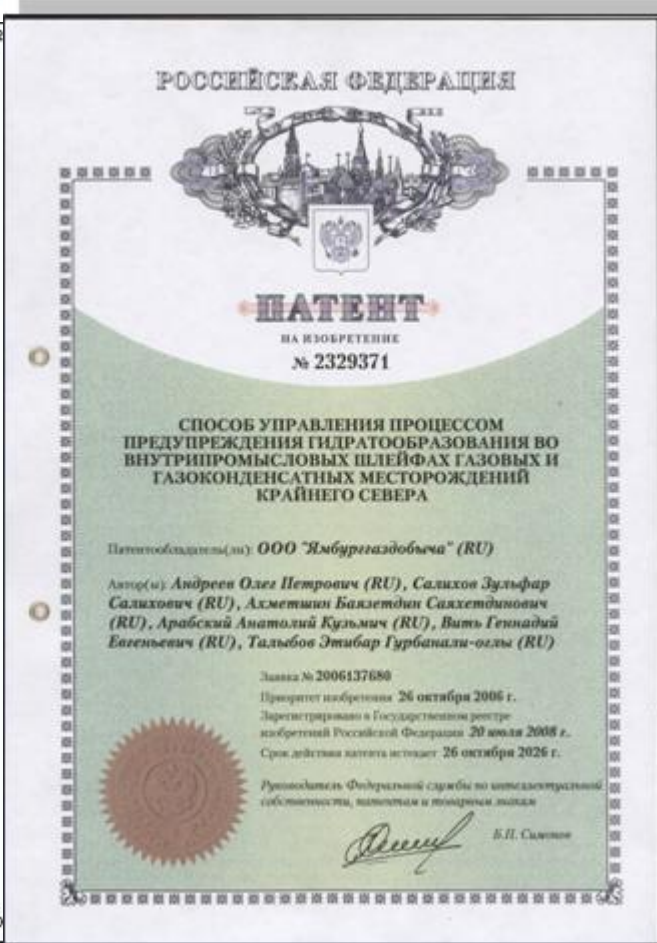 РОССИЙСКАЯ ФЕДЕРАЦИЯ
ПАТЕНТ
НА ИЗОБРЕТЕНИЕ
№ 2329371
СПОСОБ УПРАВЛЕНИЯ ПРОЦЕССОМ
ПРЕДУПРЕЖДЕНИЯ ГИДРАТООБРАЗОВАНИЯ ВО
ВНУТРИПРОМЫСЛОВЫХ ШЛЕЙФАХ ГАЗОВЫХ И
ГАЗОКОНДЕНСАТНЫХ МЕСТОРОЖДЕНИЙ
КРАЙНЕГО СЕВЕРА
Патентообладатель(ли): ООО "Ямбурггаздобыча" (RU)
Автор(ы): Андреев Олег Петрович (RU), Салихов Зульфар
Салихович (RU), Ахметшин Баязетдин Саяхетдинович
(RU), Арабский Анатолий Кузьмич (RU), Вить Геннадий
Евгеньевич (RU), Талыбов Этибар Гурбанали-оглы (RU)
Заявка № 2006137680
Приоритет изобретения 26 октября 2006 г.
Зарегистрировано в Государственном реестре
изобретений Российской Федерации 20 июля 2008 г.
Срок действия патента истекает 26 октября 2026 г.
Руководитель Федеральной службы по интеллектуальной
собственности, патентам и товарным знакам
Б.П. Симонов